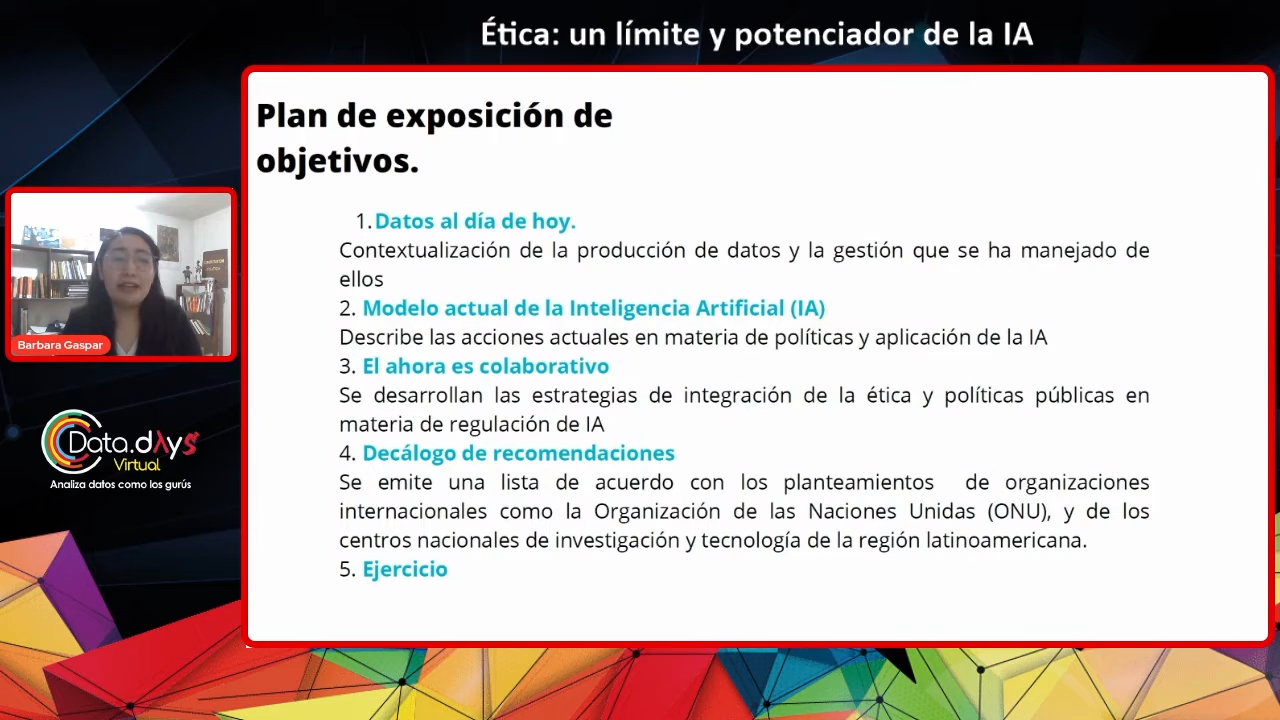 Ética: un límite y potenciador de la IA
Plan de exposición de
objetivos.
1.Datos al día de hoy.
Contextualización de la producción de datos y la gestión que se ha manejado de
ellos
2. Modelo actual de la Inteligencia Artificial (IA)
Describe las acciones actuales en materia de políticas y aplicación de la IA
3. El ahora es colaborativo
Se desarrollan las estrategias de integración de la ética y políticas públicas en
materia de regulación de IA
4. Decálogo de recomendaciones
Se emite una lista de acuerdo con los planteamientos de organizaciones
internacionales como la Organización de las Naciones Unidas (ONU), y de los
centros nacionales de investigación y tecnología de la región latinoamericana.
5. Ejercicio
Barbara Gaspar
Data.dAys
Virtual
Analiza datos como los gurús